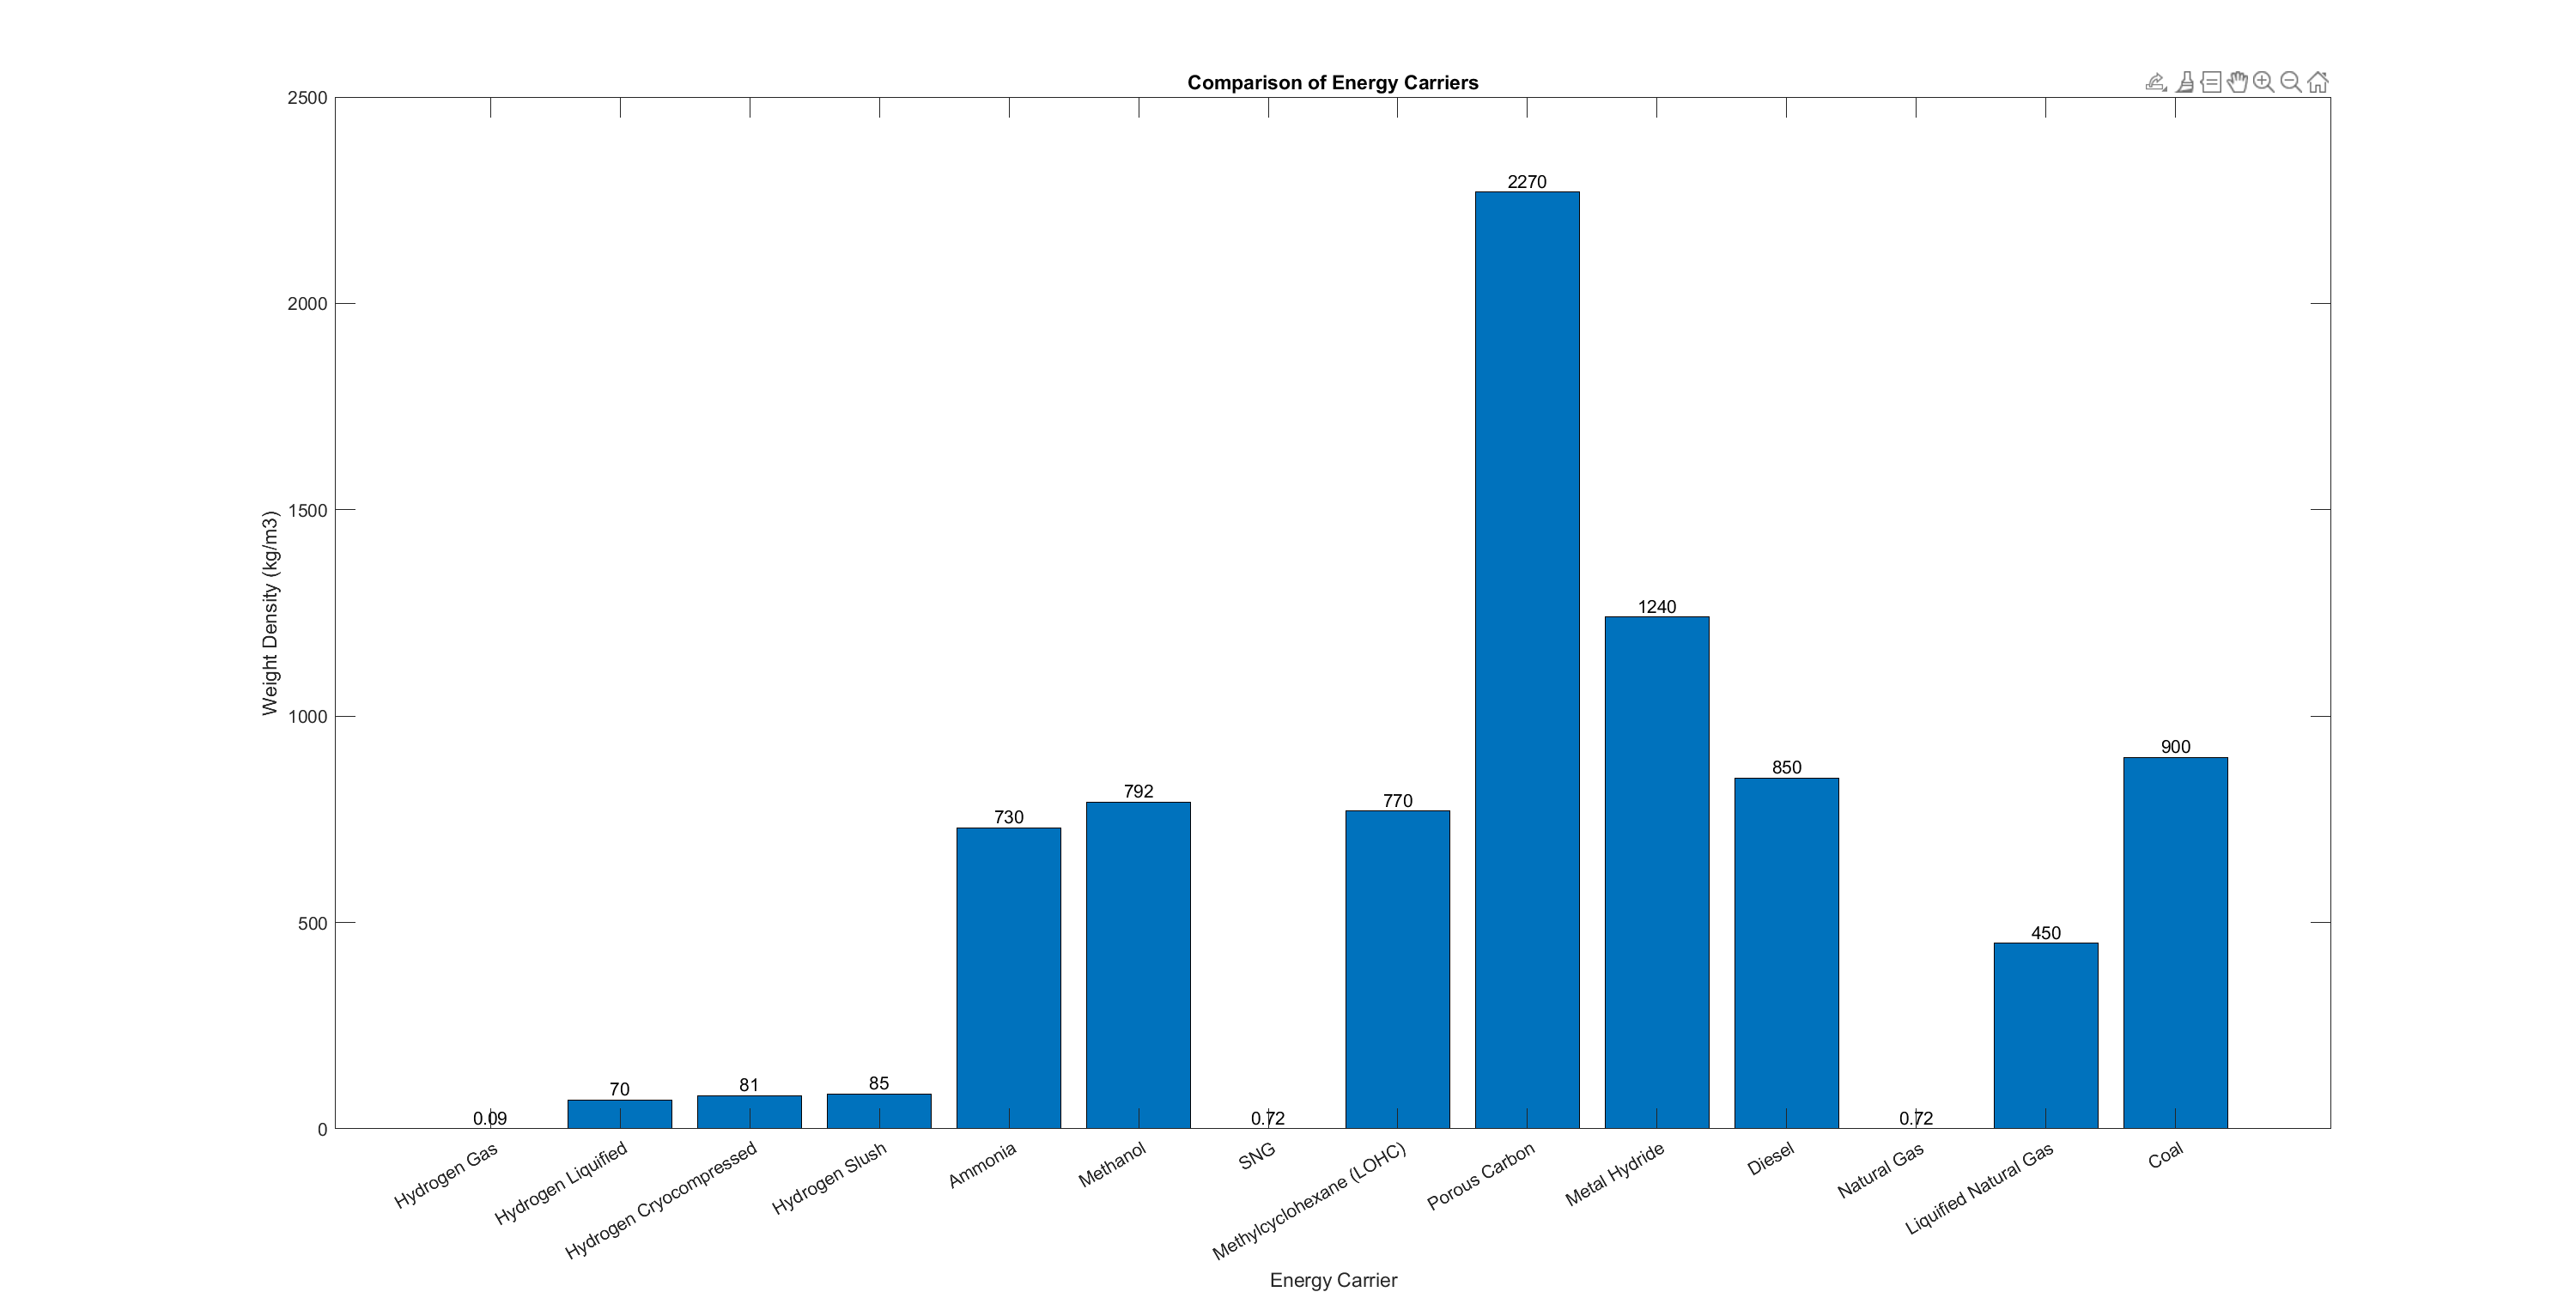 Comparison of Energy Carriers
2500
2000
1500
1000
500
0
Weight Density (kg/m3)
0.09
70
81
85
730
792
0.72
770
2270
1240
850
0.72
450
900
Hydrogen Gas
Hydrogen Liquified
Hydrogen Cryocompressed
Hydrogen Slush
Ammonia
Methanol
SNG
Methylcyclohexane (LOHC)
Porous Carbon
Metal Hydride
Diesel
Natural Gas
Liquified Natural Gas
Coal
Energy Carrier